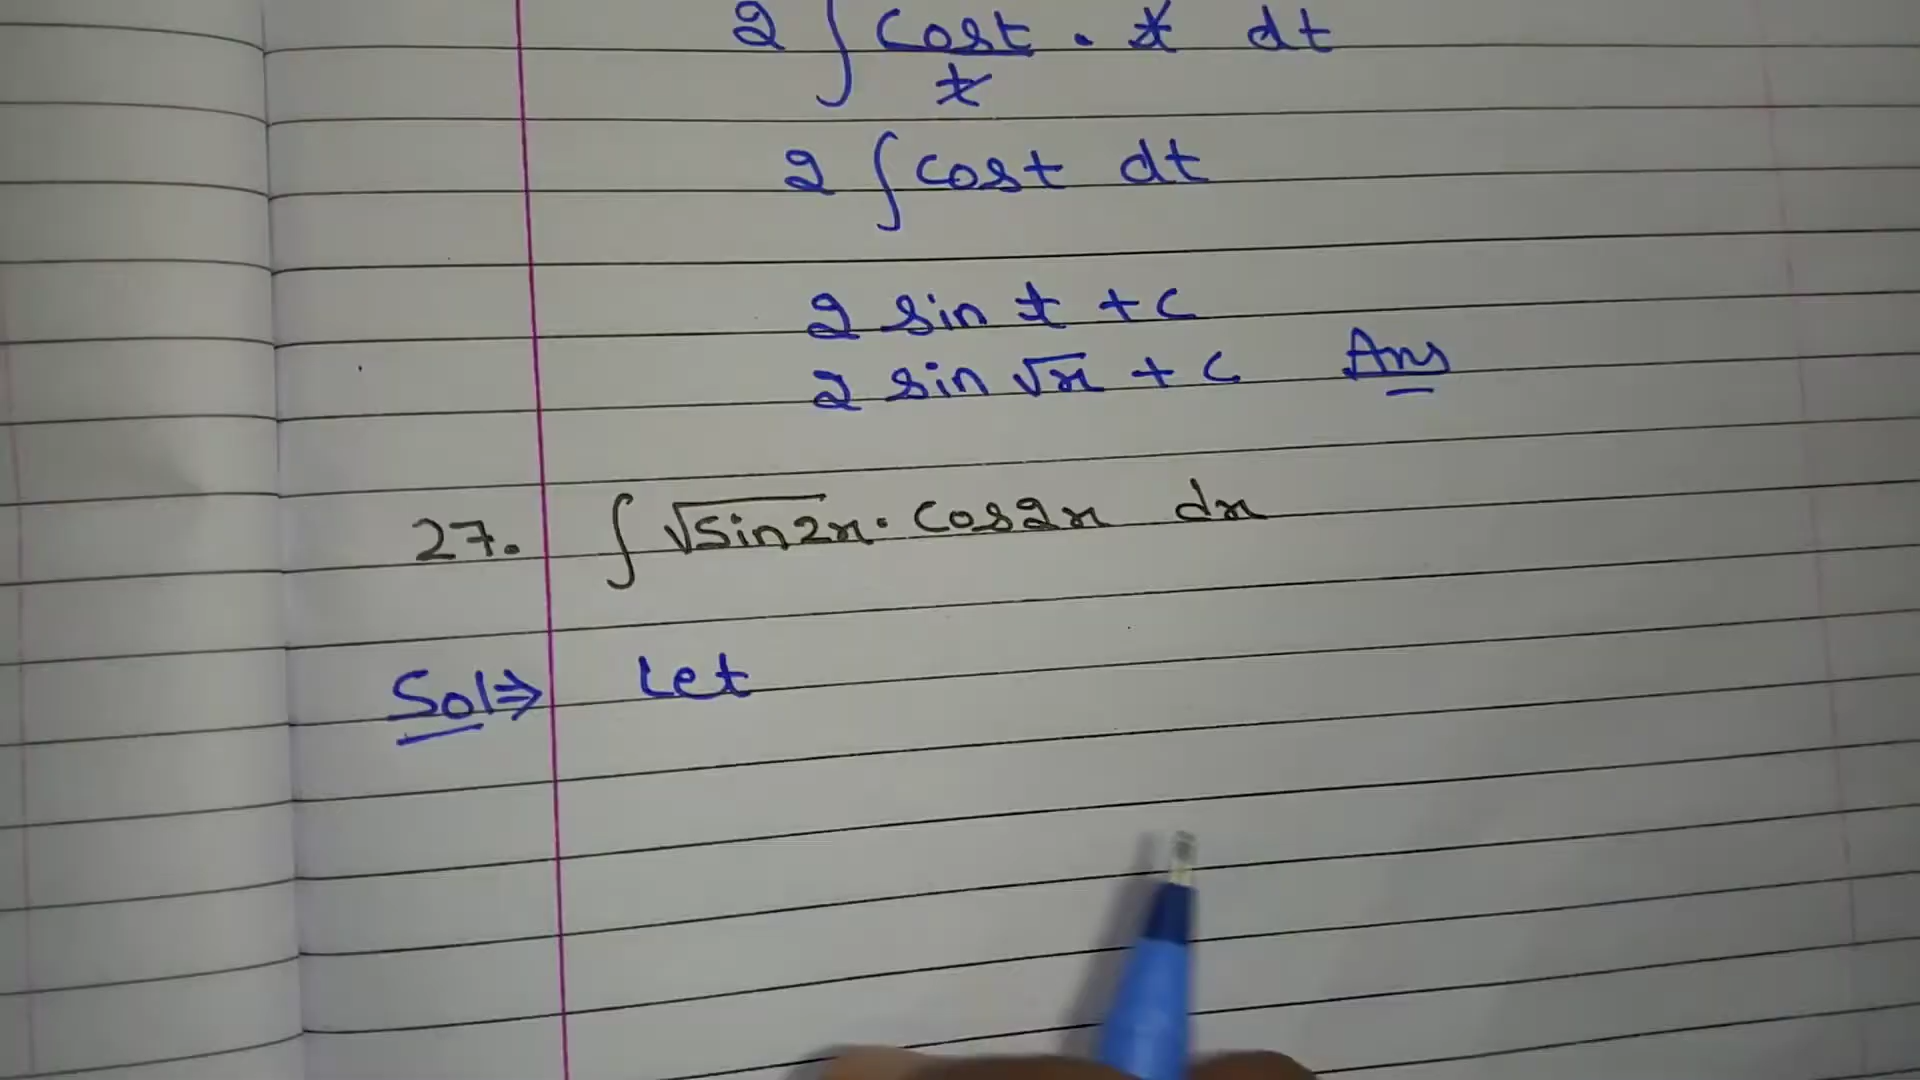 2 ∫ cost/t . t dt
2 ∫ cost dt
2 sin t + c
2 sin √x + c Ans
27. ∫ √sin2x . cos2x dx
Sol⇒ Let